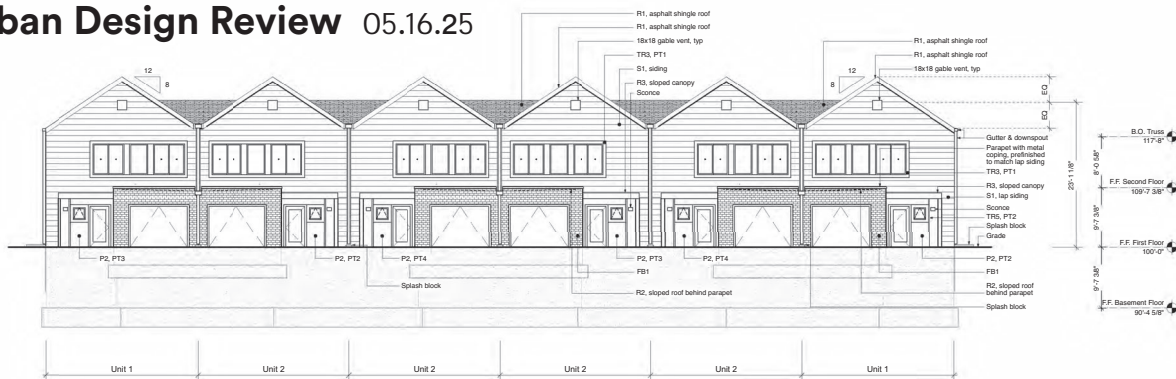 ban Design Review 05.16.25
R1, asphalt shingle roof
R1, asphalt shingle roof
18x18 gable vent, typ
TR3, PT1
S1, siding
R3, sloped canopy
Sconce
R1, asphalt shingle roof
R1, asphalt shingle roof
18x18 gable vent, typ
12
8
12
8
EQ
EQ
Gutter & downspout
Parapet with metal
coping, prefinished
to match lap siding
TR3, PT1
R3, sloped canopy
S1, lap siding
Sconce
TR5, PT2
Splash block
Grade
23'-1 1/8"
8'-0 5/8"
9'-7 3/8"
9'-7 3/8"
B.O. Truss
117'-8"
F.F. Second Floor
109'-7 3/8"
F.F. First Floor
100'-0"
F.F. Basement Floor
90'-4 5/8"
P2, PT3
P2, PT2
P2, PT4
P2, PT3
P2, PT4
P2, PT2
FB1
FB1
Splash block
R2, sloped roof behind parapet
R2, sloped roof
behind parapet
Splash block
Unit 1
Unit 2
Unit 2
Unit 2
Unit 2
Unit 1